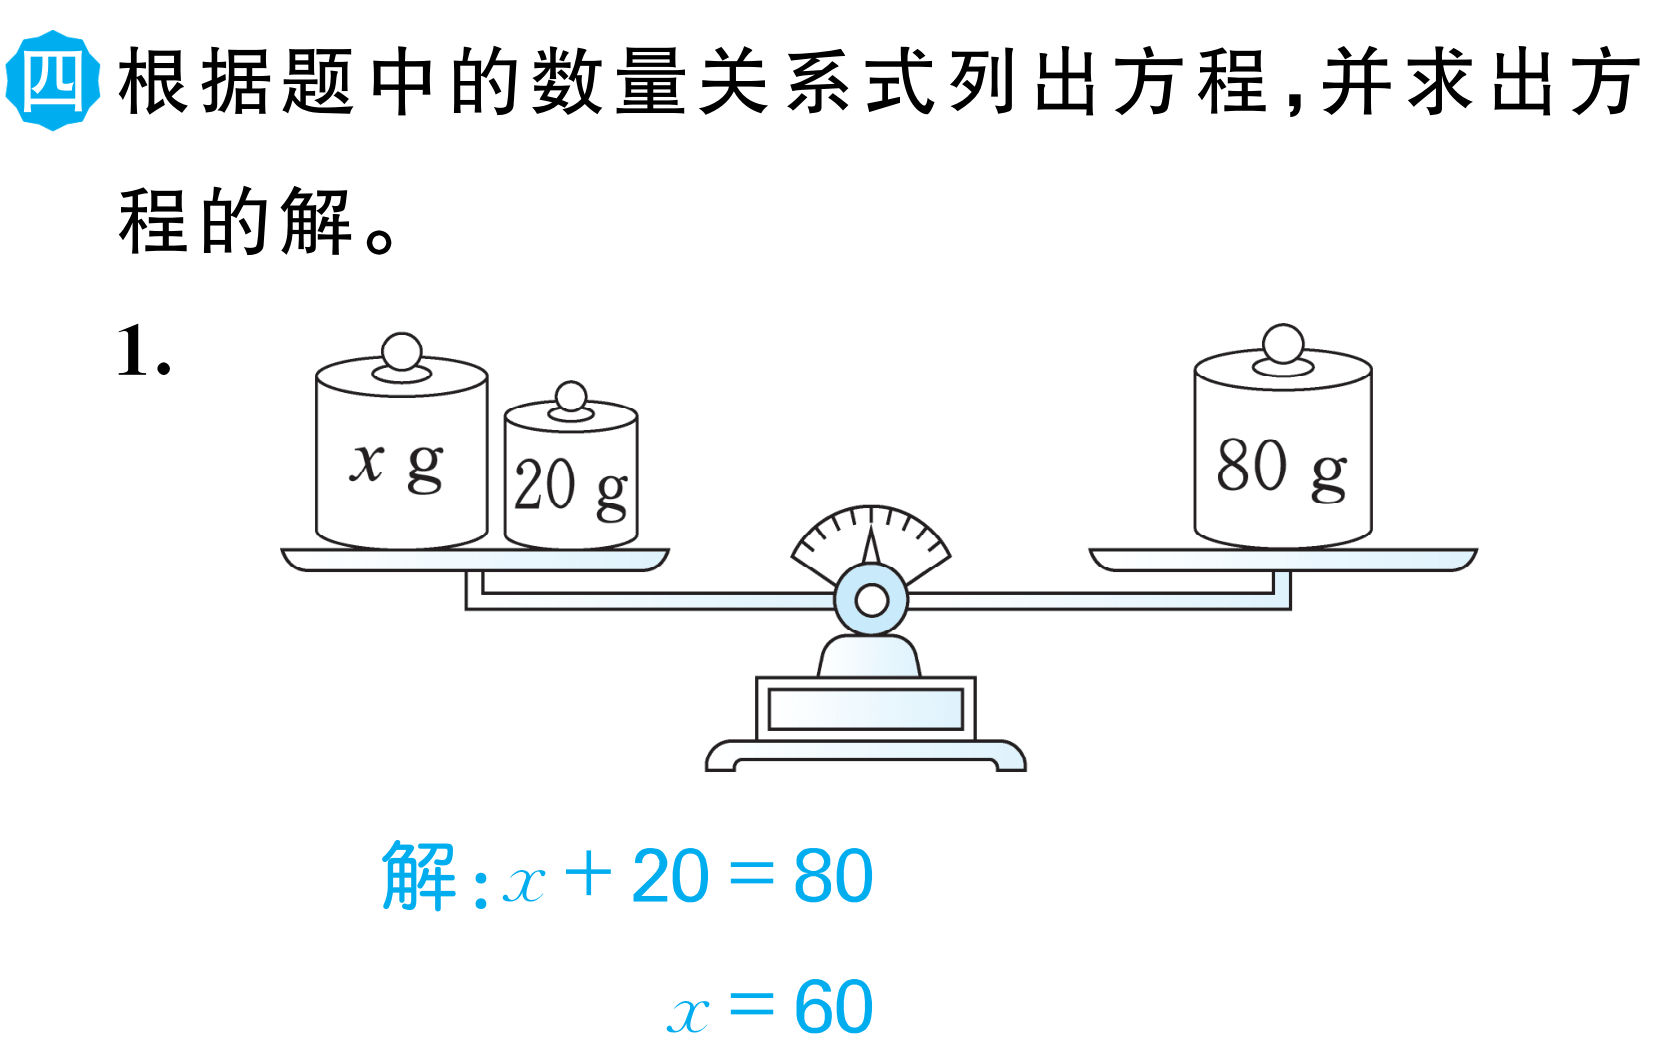 四 根据题中的数量关系式列出方程,并求出方
程的解。
1.
x g 20 g 80 g
解:x + 20 = 80
x = 60